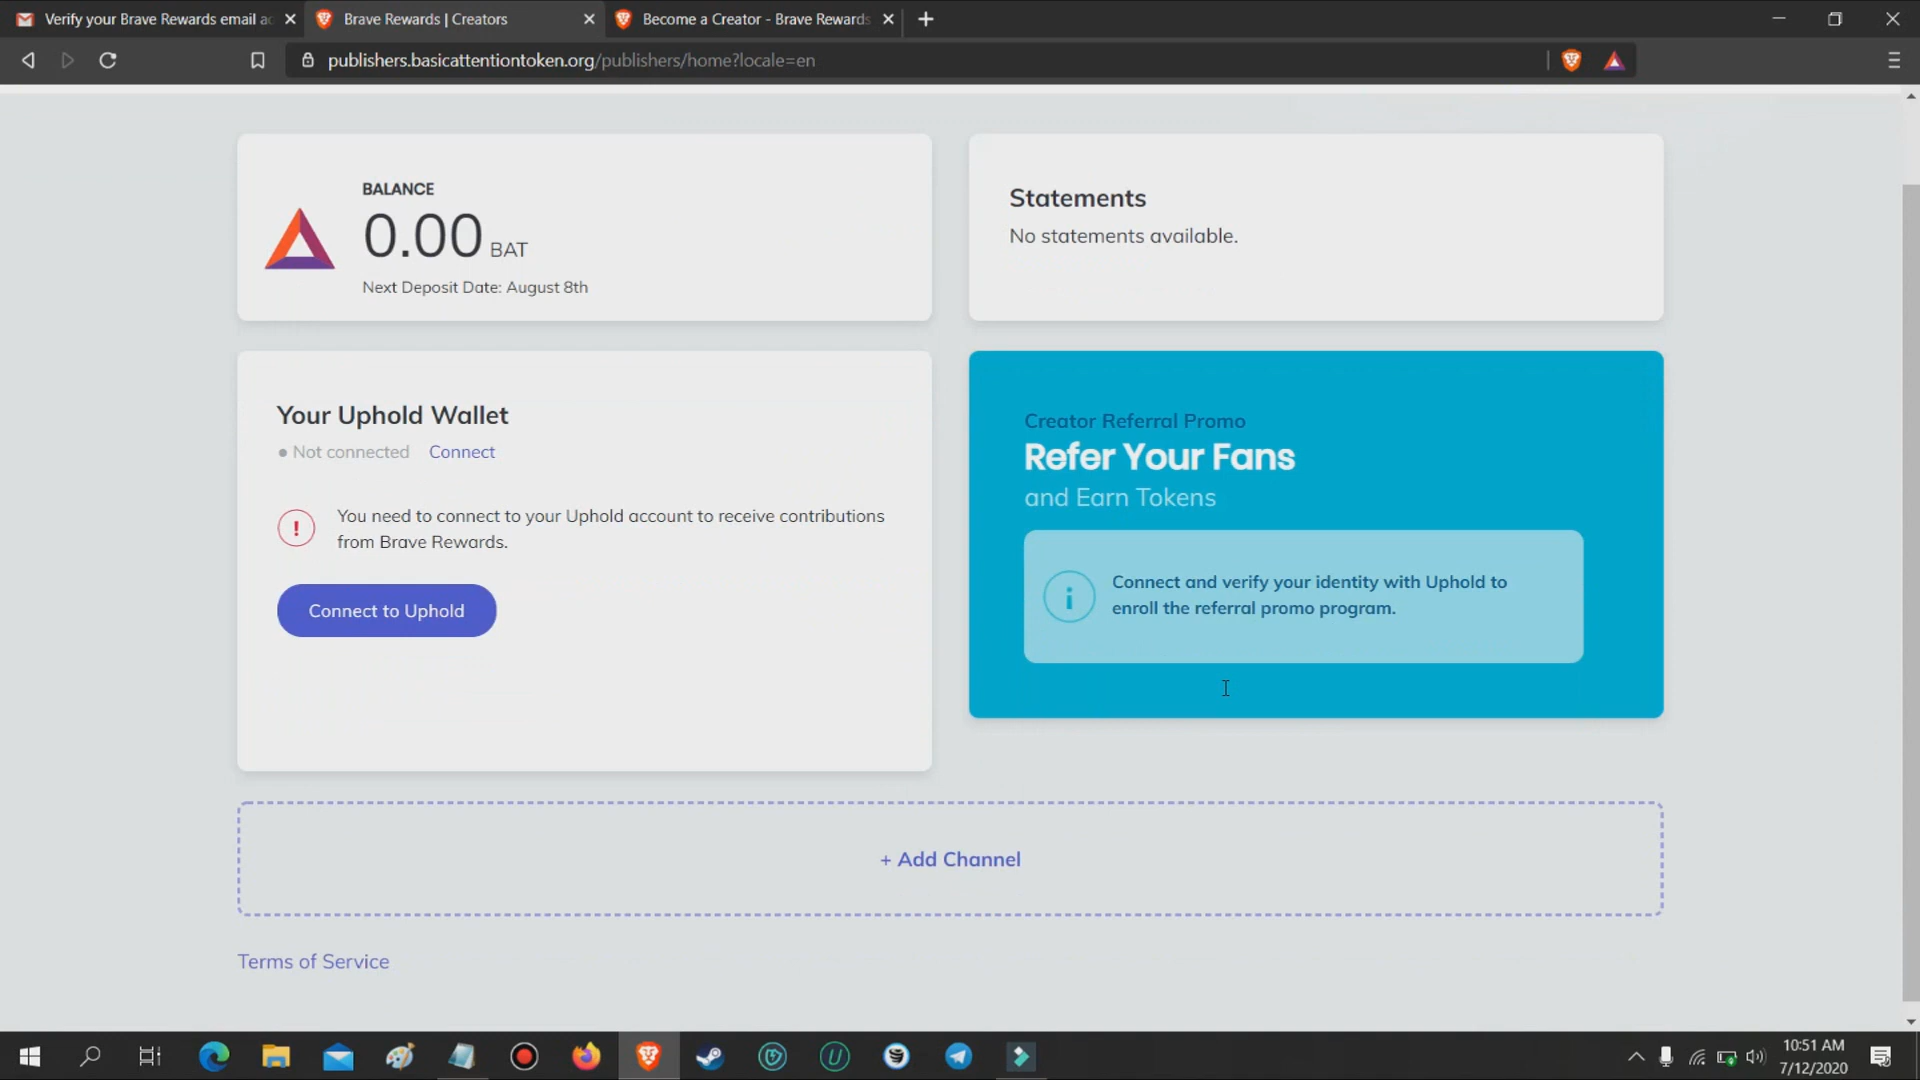 Verify your Brave Rewards email ac
Brave Rewards | Creators
Become a Creator - Brave Rewards
publishers.basicattentiontoken.org/publishers/home?locale=en
BALANCE
0.00 BAT
Next Deposit Date: August 8th
Statements
No statements available.
Your Uphold Wallet
Not connected Connect
You need to connect to your Uphold account to receive contributions
from Brave Rewards.
Connect to Uphold
Creator Referral Promo
Refer Your Fans
and Earn Tokens
Connect and verify your identity with Uphold to
enroll the referral promo program.
+ Add Channel
Terms of Service
10:51 AM
7/12/2020